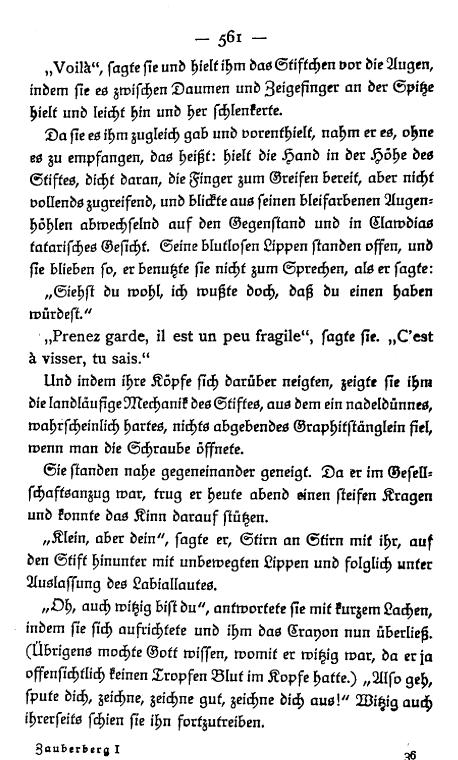 — 561 —
„Voilà“, sagte sie und hielt ihm das Stiftchen vor die Augen,
indem sie es zwischen Daumen und Zeigefinger an der Spitze
hielt und leicht hin und her schlenkerte.
Da sie es ihm zugleich gab und vorenthielt, nahm er es, ohne
es zu empfangen, das heißt: hielt die Hand in der Höhe des
Stiftes, dicht daran, die Finger zum Greifen bereit, aber nicht
vollends zugreifend, und blickte aus seinen bleifarbenen Augen-
höhlen abwechselnd auf den Gegenstand und in Clawdias
tatarisches Gesicht. Seine blutlosen Lippen standen offen, und
sie blieben so, er benutzte sie nicht zum Sprechen, als er sagte:
„Siehst du wohl, ich wußte doch, daß du einen haben
würdest.“
„Prenez garde, il est un peu fragile“, sagte sie. „C'est
à visser, tu sais.“
Und indem ihre Köpfe sich darüber neigten, zeigte sie ihm
die landläufige Mechanik des Stiftes, aus dem ein nadeldünnes,
wahrscheinlich hartes, nichts abgebendes Graphitstänglein fiel,
wenn man die Schraube öffnete.
Sie standen nahe gegeneinander geneigt. Da er im Gesell-
schaftsanzug war, trug er heute abend einen steifen Kragen
und konnte das Kinn darauf stützen.
„Klein, aber dein“, sagte er, Stirn an Stirn mit ihr, auf
den Stift hinunter mit unbewegten Lippen und folglich unter
Auslassung des Labiallautes.
„Oh, auch witzig bist du“, antwortete sie mit kurzem Lachen,
indem sie sich aufrichtete und ihm das Crayon nun überließ.
(Übrigens mochte Gott wissen, womit er witzig war, da er ja
offensichtlich keinen Tropfen Blut im Kopfe hatte.) „Also geh,
spute dich, zeichne, zeichne gut, zeichne dich aus!“ Witzig auch
ihrerseits schien sie ihn fortzutreiben.
Zauberberg I 36